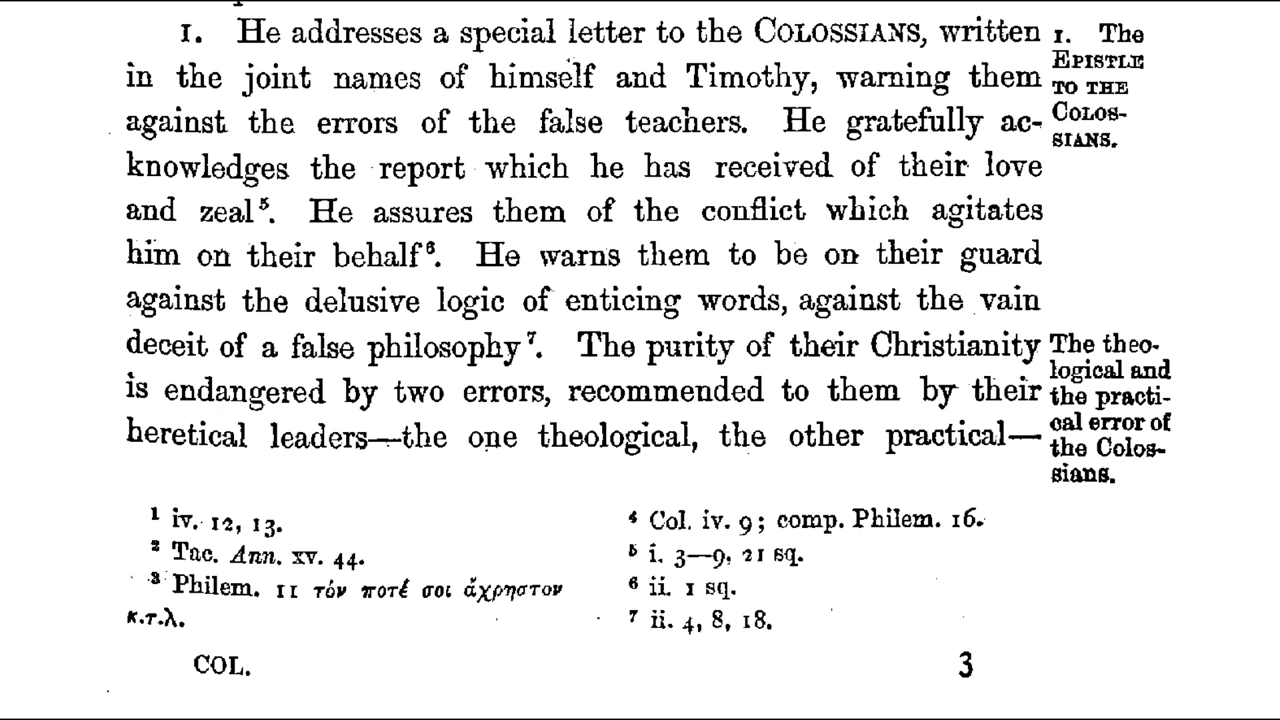 1. He addresses a special letter to the COLOSSIANS, written
in the joint names of himself and Timothy, warning them
against the errors of the false teachers. He gratefully ac-
knowledges the report which he has received of their love
and zeal⁵. He assures them of the conflict which agitates
him on their behalf⁶. He warns them to be on their guard
against the delusive logic of enticing words, against the vain
deceit of a false philosophy⁷. The purity of their Christianity
is endangered by two errors, recommended to them by their
heretical leaders—the one theological, the other practical—
1. The
EPISTLE
TO THE
COLOS-
SIANS.
The theo-
logical and
the practi-
cal error of
the Colos-
sians.
¹ iv. 12, 13.
² Tac. Ann. xv. 44.
³ Philem. 11 τόν ποτέ σοι ἄχρηστον
κ.τ.λ.
⁴ Col. iv. 9; comp. Philem. 16.
⁵ i. 3—9, 21 sq.
⁶ ii. 1 sq.
⁷ ii. 4, 8, 18.
COL. 3